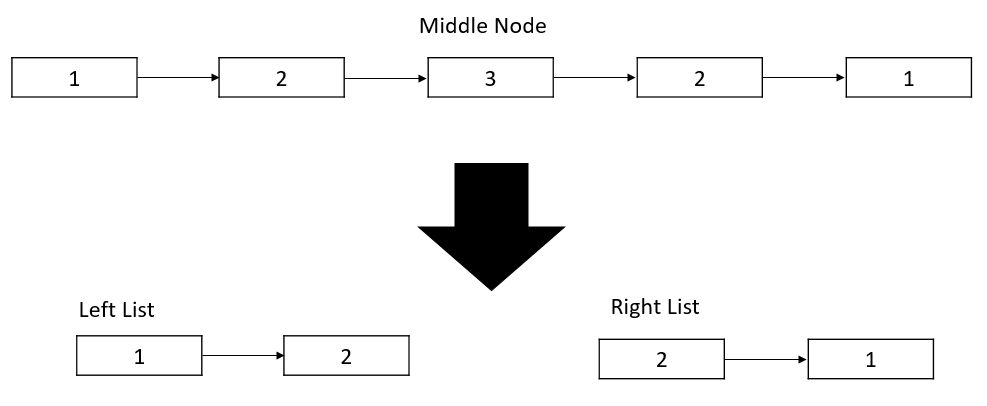 Middle Node
1 2 3 2 1
Left List
Right List
1 2
2 1